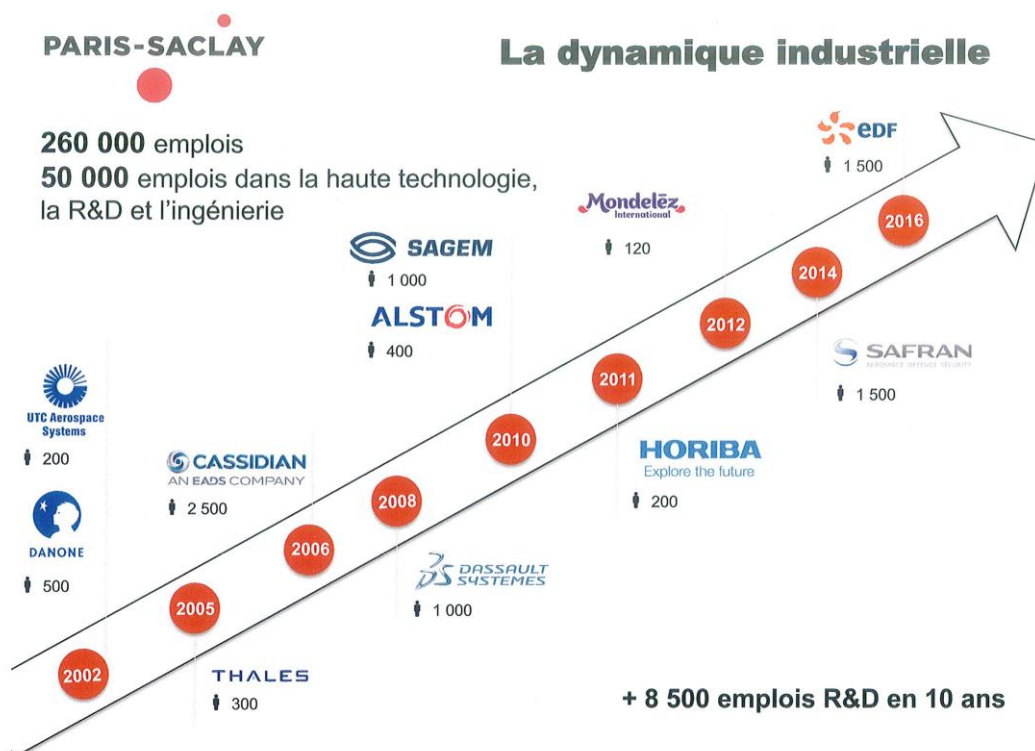 PARIS-SACLAY
La dynamique industrielle
260 000 emplois
50 000 emplois dans la haute technologie,
la R&D et l'ingénierie
eDF
1 500
2016
Mondelēz
International
120
2014
SAGEM
1 000
ALSTOM
400
2012
SAFRAN
AEROSPACE DEFENCE SECURITY
1 500
2011
UTC Aerospace
Systems
200
2010
HORIBA
Explore the future
200
CASSIDIAN
AN EADS COMPANY
2 500
2008
DANONE
500
2006
DASSAULT
SYSTEMES
1 000
2005
2002
THALES
300
+ 8 500 emplois R&D en 10 ans